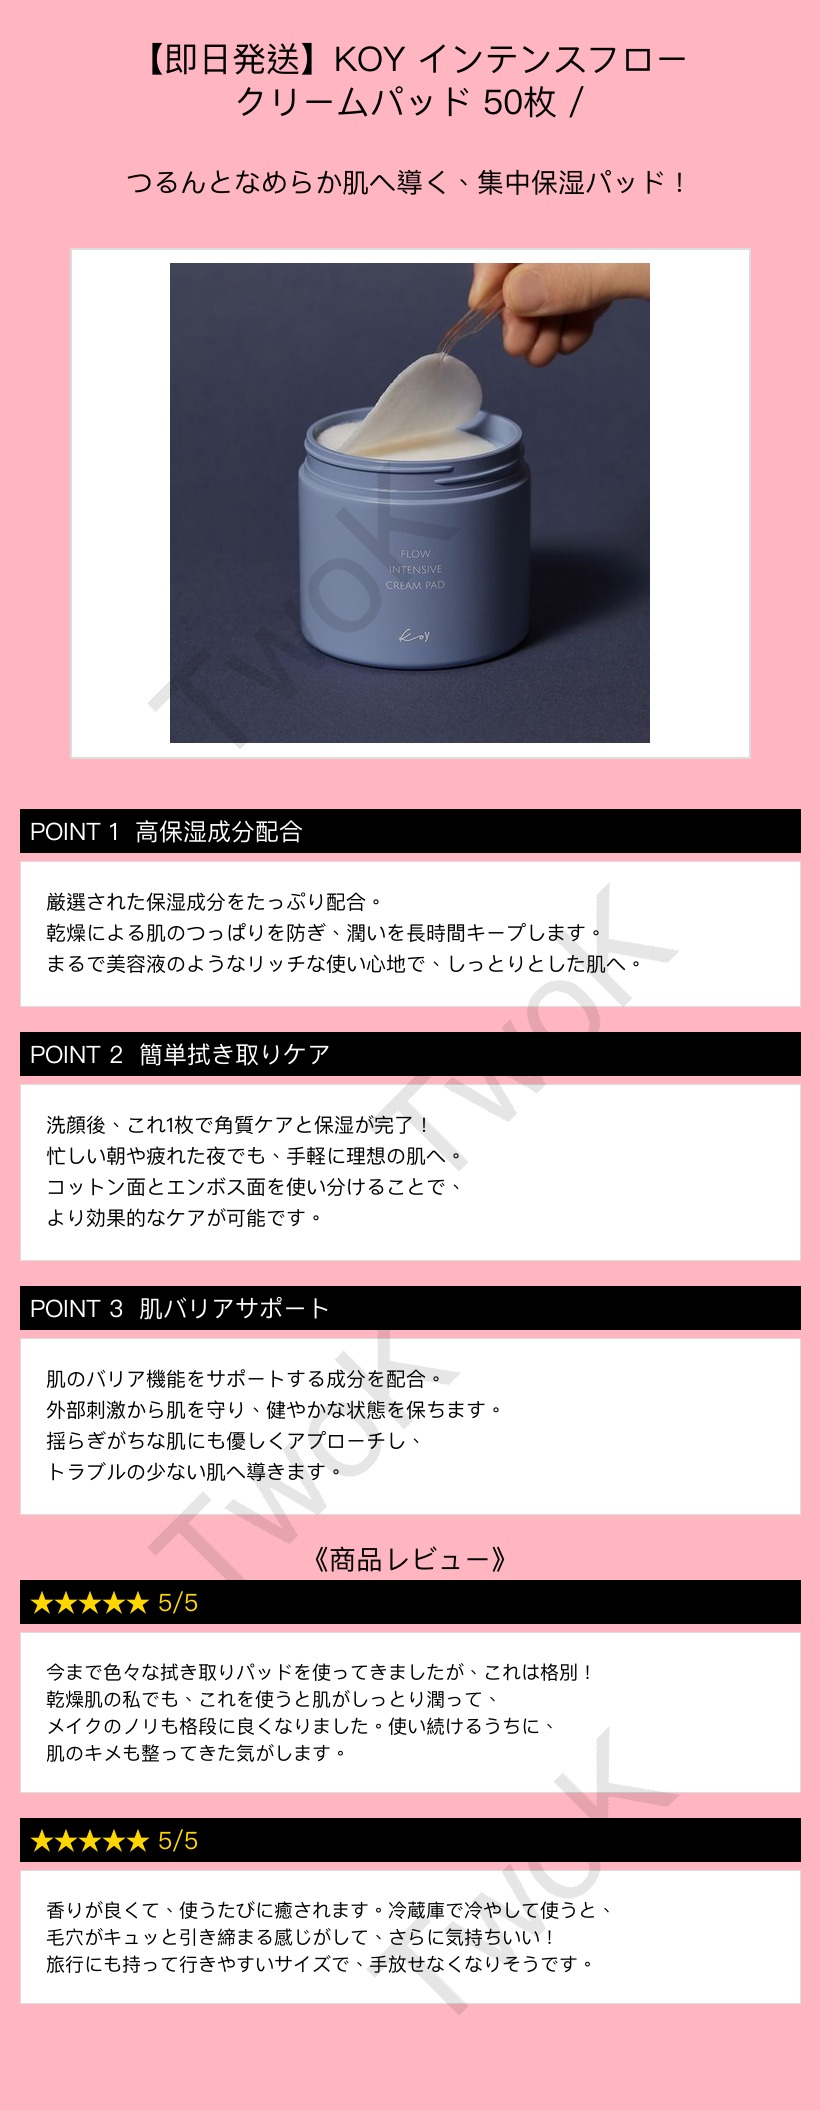 【即日発送】KOY インテンスフロー
クリームパッド 50枚 /
つるんとなめらか肌へ導く、集中保湿パッド！
FLOW
INTENSIVE
CREAM PAD
Koy
TwoK
POINT 1 高保湿成分配合
厳選された保湿成分をたっぷり配合。
乾燥による肌のつっぱりを防ぎ、潤いを長時間キープします。
まるで美容液のようなリッチな使い心地で、しっとりとした肌へ。
TwoK
POINT 2 簡単拭き取りケア
洗顔後、これ1枚で角質ケアと保湿が完了！
忙しい朝や疲れた夜でも、手軽に理想の肌へ。
コットン面とエンボス面を使い分けることで、
より効果的なケアが可能です。
POINT 3 肌バリアサポート
肌のバリア機能をサポートする成分を配合。
外部刺激から肌を守り、健やかな状態を保ちます。
揺らぎがちな肌にも優しくアプローチし、
トラブルの少ない肌へ導きます。
TwoK
《商品レビュー》
★★★★★ 5/5
今まで色々な拭き取りパッドを使ってきましたが、これは格別！
乾燥肌の私でも、これを使うと肌がしっとり潤って、
メイクのノリも格段に良くなりました。使い続けるうちに、
肌のキメも整ってきた気がします。
★★★★★ 5/5
香りが良くて、使うたびに癒されます。冷蔵庫で冷やして使うと、
毛穴がキュッと引き締まる感じがして、さらに気持ちいい！
旅行にも持って行きやすいサイズで、手放せなくなりそうです。
TwoK